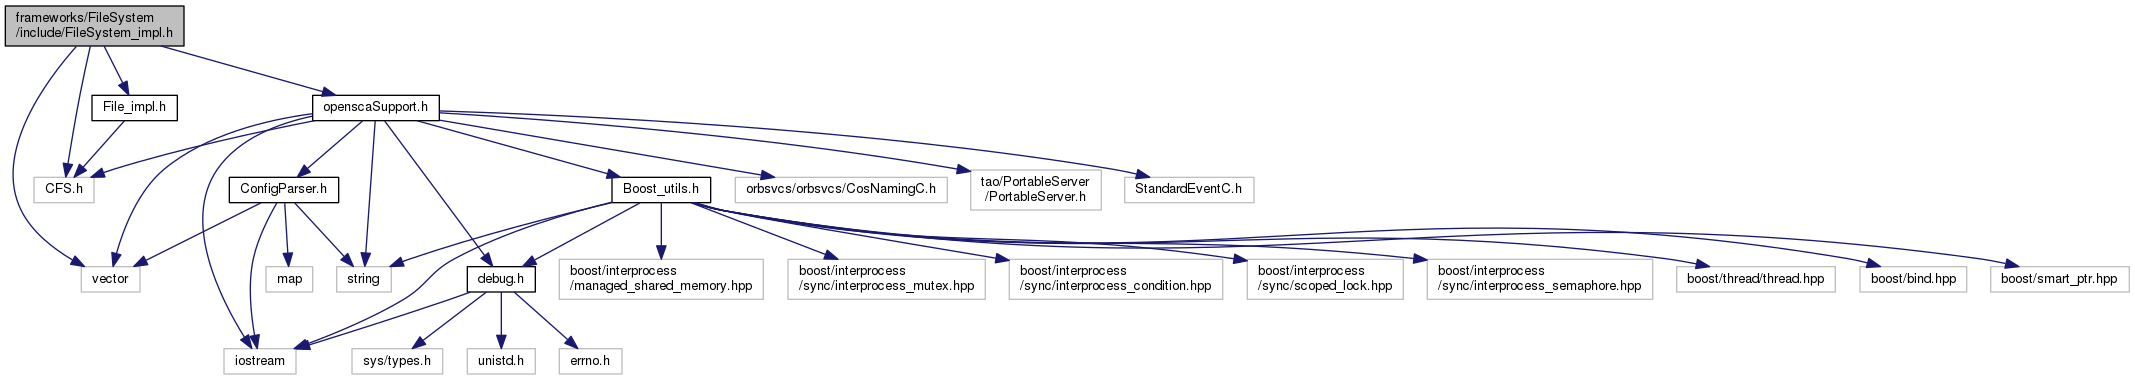 frameworks/FileSystem
/include/FileSystem_impl.h
File_impl.h
openscaSupport.h
CFS.h
ConfigParser.h
Boost_utils.h
orbsvcs/orbsvcs/CosNamingC.h
tao/PortableServer
/PortableServer.h
StandardEventC.h
vector
map
string
debug.h
boost/interprocess
/managed_shared_memory.hpp
boost/interprocess
/sync/interprocess_mutex.hpp
boost/interprocess
/sync/interprocess_condition.hpp
boost/interprocess
/sync/scoped_lock.hpp
boost/interprocess
/sync/interprocess_semaphore.hpp
boost/thread/thread.hpp
boost/bind.hpp
boost/smart_ptr.hpp
iostream
sys/types.h
unistd.h
errno.h